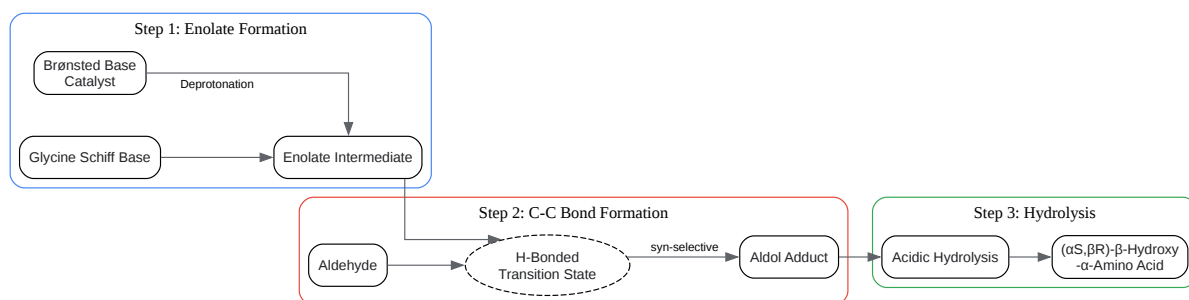 Step 1: Enolate Formation
Brønsted Base
Catalyst
Deprotonation
Glycine Schiff Base
Enolate Intermediate
Step 2: C-C Bond Formation
Aldehyde
H-Bonded
Transition State
syn-selective
Aldol Adduct
Step 3: Hydrolysis
Acidic Hydrolysis
(αS,βR)-β-Hydroxy
-α-Amino Acid